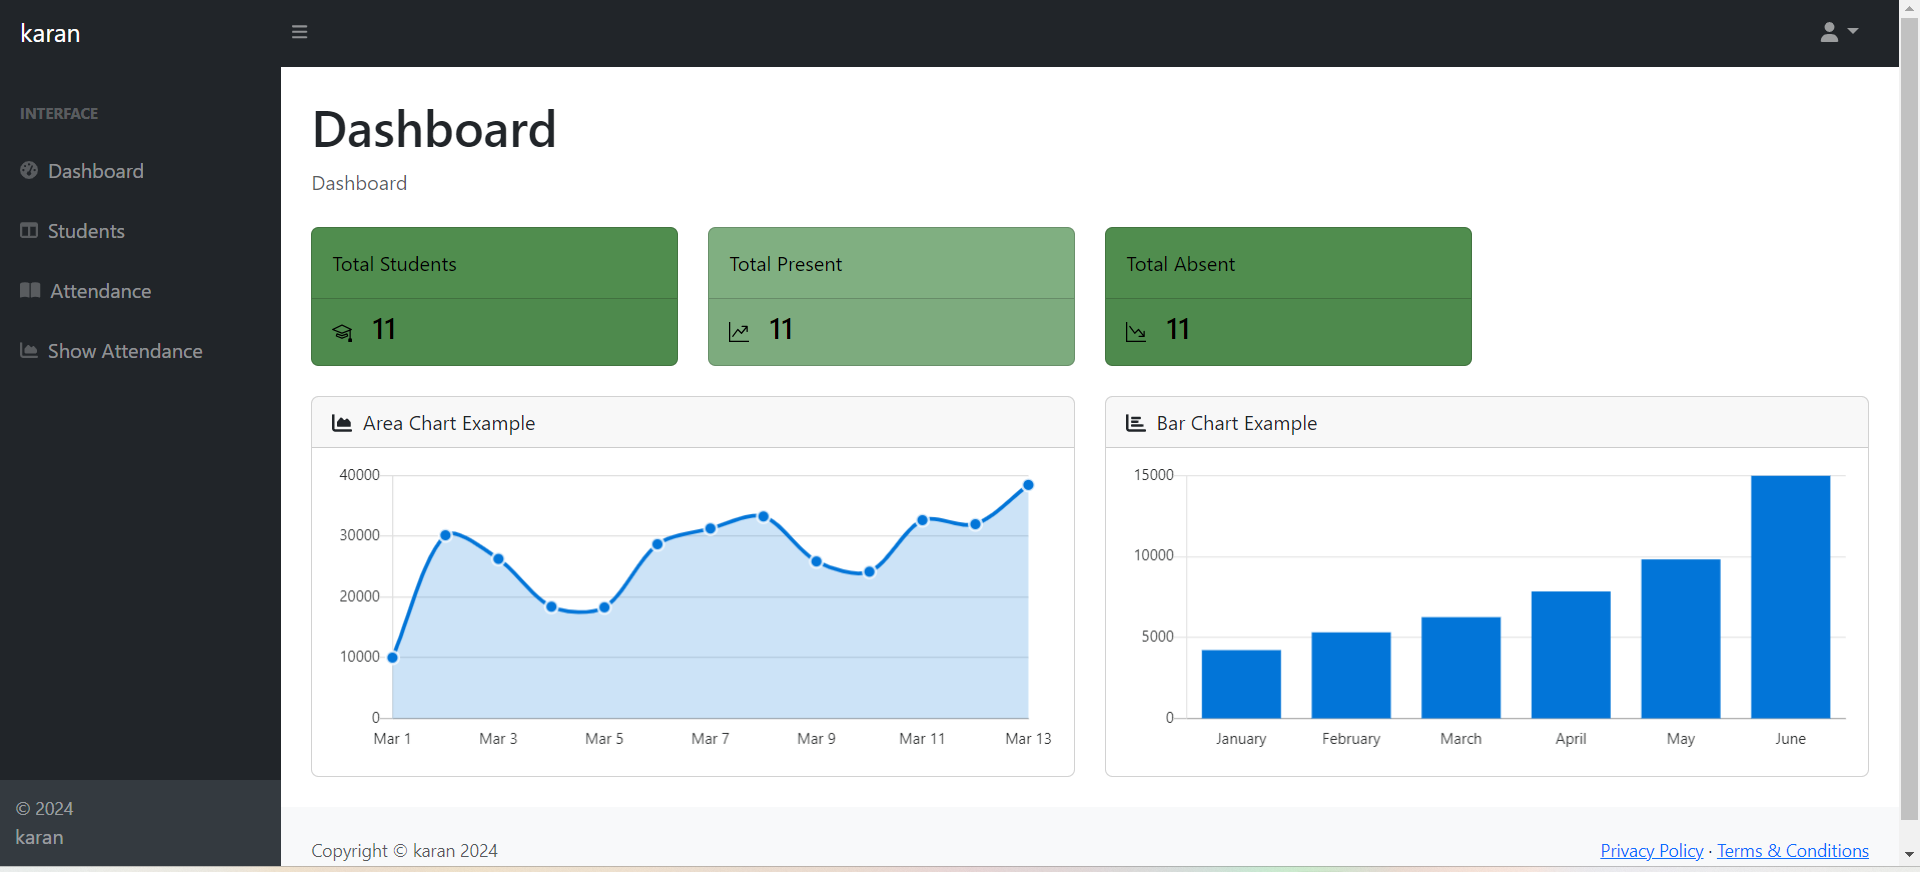 karan
INTERFACE
Dashboard
Students
Attendance
Show Attendance
© 2024
karan
Dashboard
Dashboard
Total Students
11
Total Present
11
Total Absent
11
Area Chart Example
40000
30000
20000
10000
0
Mar 1 Mar 3 Mar 5 Mar 7 Mar 9 Mar 11 Mar 13
Bar Chart Example
15000
10000
5000
0
January February March April May June
Copyright © karan 2024
Privacy Policy · Terms & Conditions